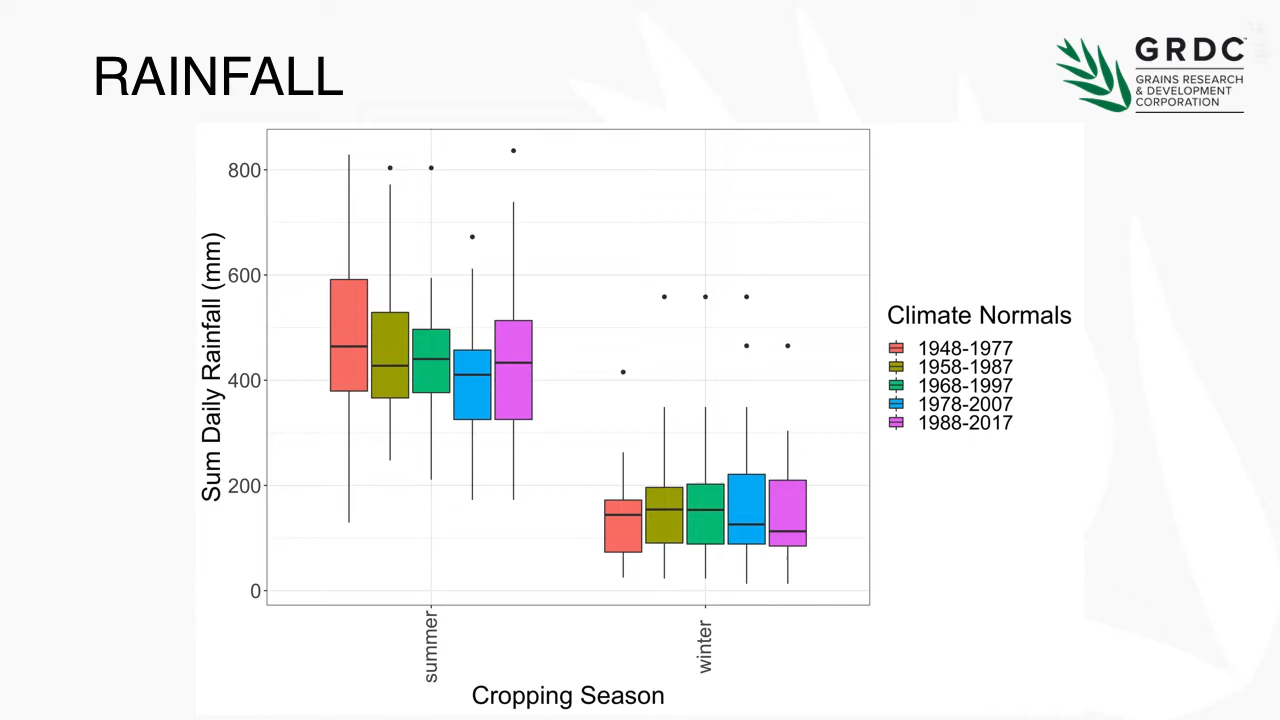 RAINFALL
GRDC™
GRAINS RESEARCH
& DEVELOPMENT
CORPORATION
800
600
400
200
0
Sum Daily Rainfall (mm)
summer
winter
Cropping Season
Climate Normals
1948-1977
1958-1987
1968-1997
1978-2007
1988-2017